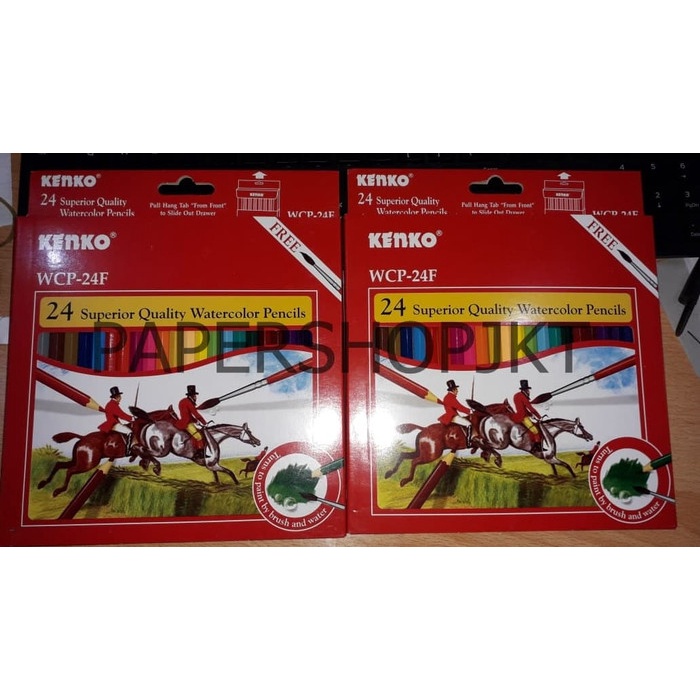 KENKO®
24 Superior Quality
Watercolor Pencils
Pull Hang Tab "From Front"
to Slide Out Drawer
WCP-24F
KENKO®
WCP-24F
FREE
24 Superior Quality Watercolor Pencils
Turns to paint by brush and water
KENKO®
24 Superior Quality
Watercolor Pencils
Pull Hang Tab "From Front"
to Slide Out Drawer
WCP-24F
KENKO®
WCP-24F
FREE
24 Superior Quality Watercolor Pencils
Turns to paint by brush and water
PAPERSHOPJKT